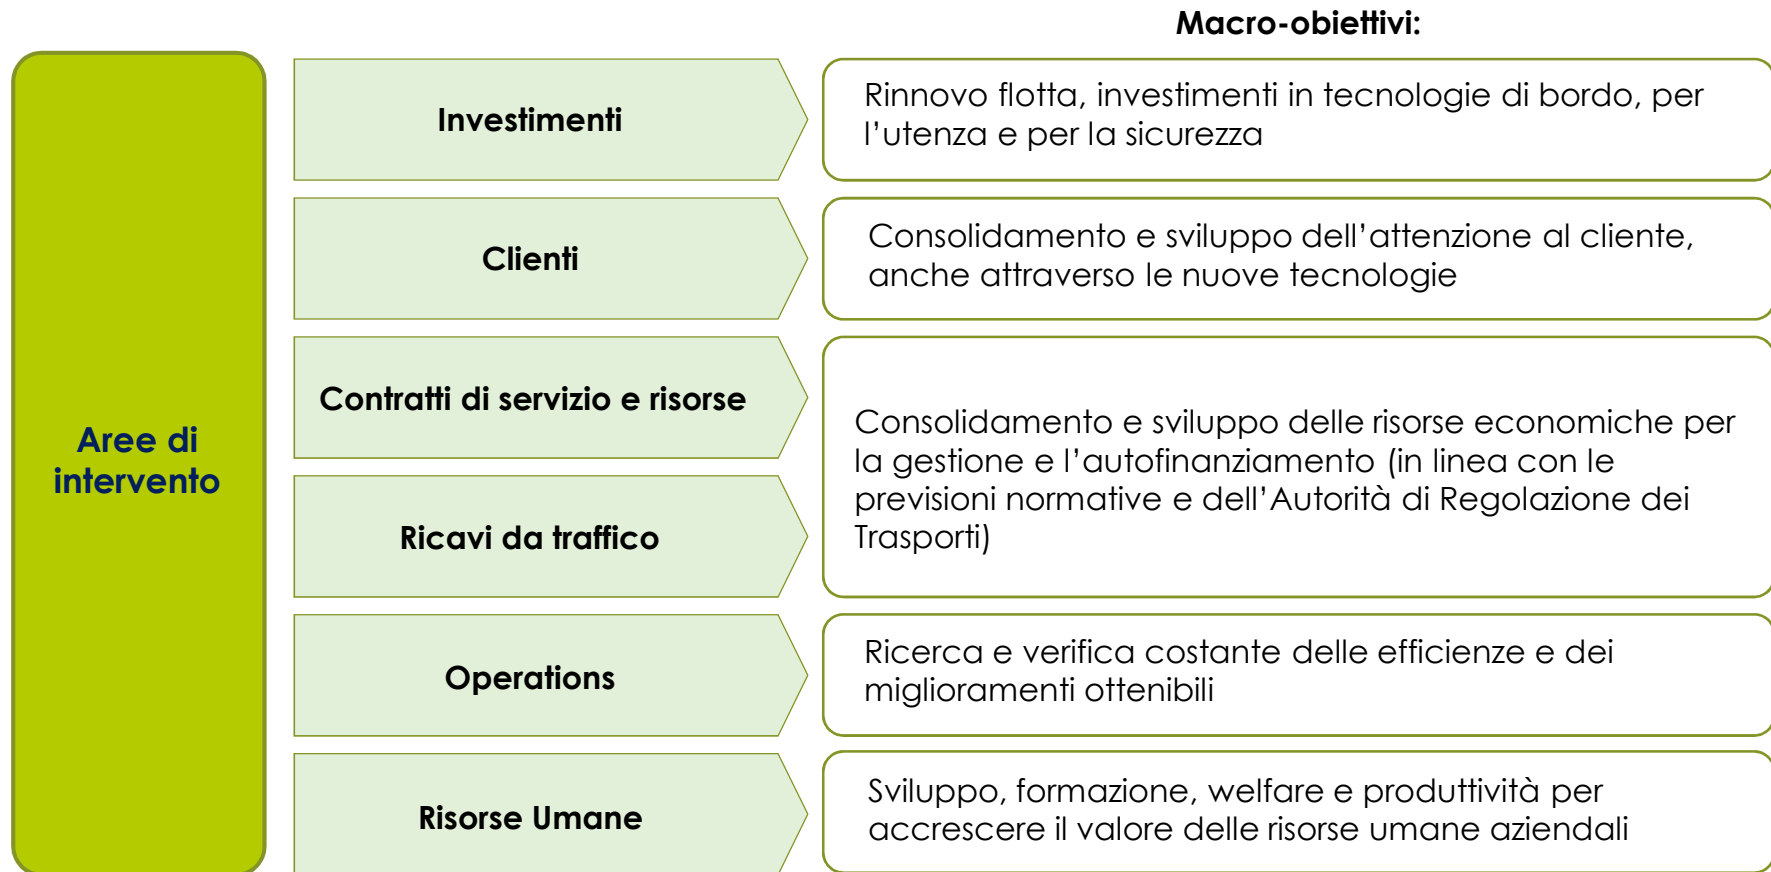 Macro-obiettivi:
Aree di
intervento
Investimenti
Rinnovo flotta, investimenti in tecnologie di bordo, per
l’utenza e per la sicurezza
Clienti
Consolidamento e sviluppo dell’attenzione al cliente,
anche attraverso le nuove tecnologie
Contratti di servizio e risorse
Ricavi da traffico
Consolidamento e sviluppo delle risorse economiche per
la gestione e l’autofinanziamento (in linea con le
previsioni normative e dell’Autorità di Regolazione dei
Trasporti)
Operations
Ricerca e verifica costante delle efficienze e dei
miglioramenti ottenibili
Risorse Umane
Sviluppo, formazione, welfare e produttività per
accrescere il valore delle risorse umane aziendali